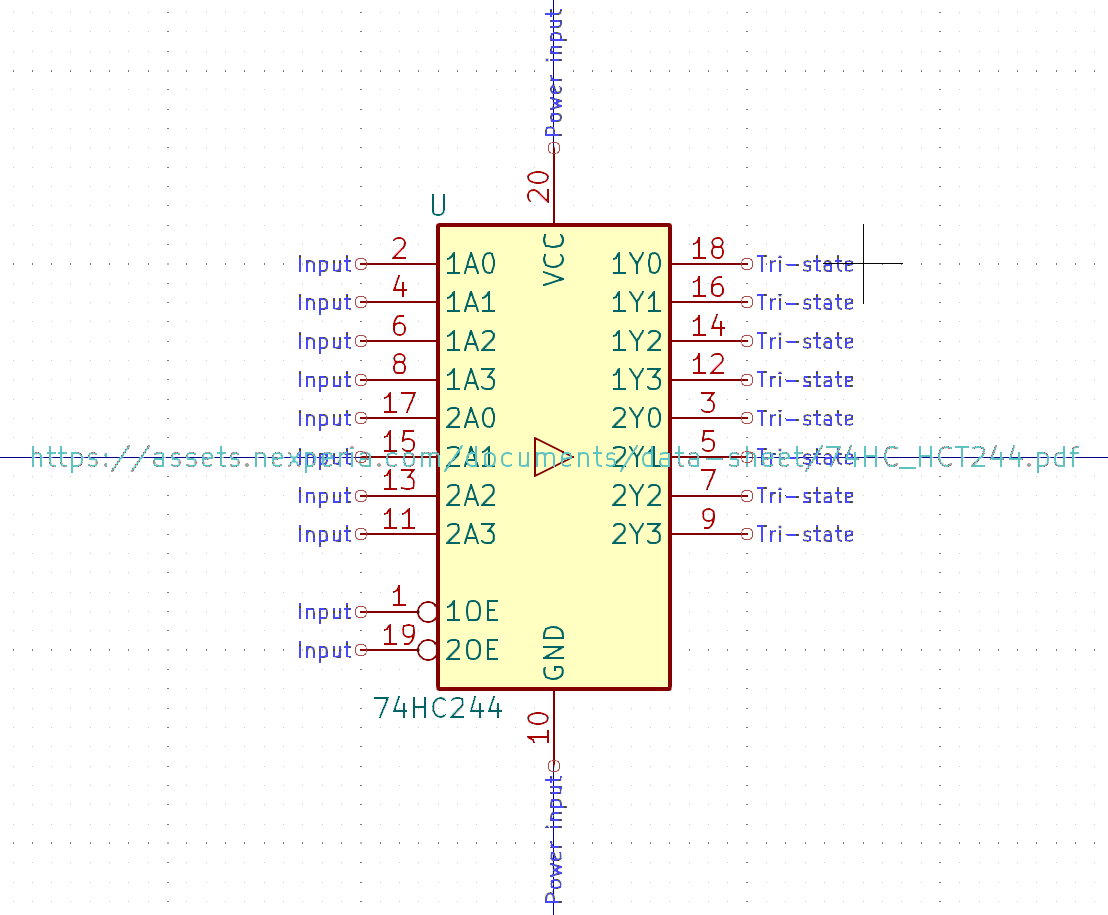 Power input
20
U
VCC
Input 2 1A0 1Y0 18 Tri-state
Input 4 1A1 1Y1 16 Tri-state
Input 6 1A2 1Y2 14 Tri-state
Input 8 1A3 1Y3 12 Tri-state
Input 17 2A0 2Y0 3 Tri-state
Input 15 2A1 2Y1 5 Tri-state
https://assets.nexperia.com/documents/data-sheet/74HC_HCT244.pdf
Input 13 2A2 2Y2 7 Tri-state
Input 11 2A3 2Y3 9 Tri-state
Input 1 1OE
Input 19 2OE
GND
74HC244
10
Power input